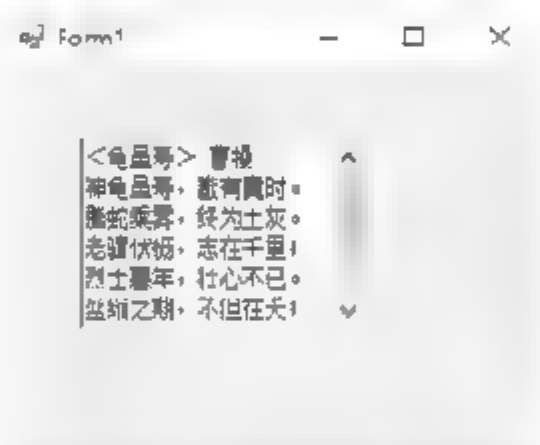 Form1
<龟虽寿> 曹操
神龟虽寿，猷有竟时。
腾蛇乘雾，终为土灰。
老骥伏枥，志在千里；
烈士暮年，壮心不已。
盈缩之期，不但在天；